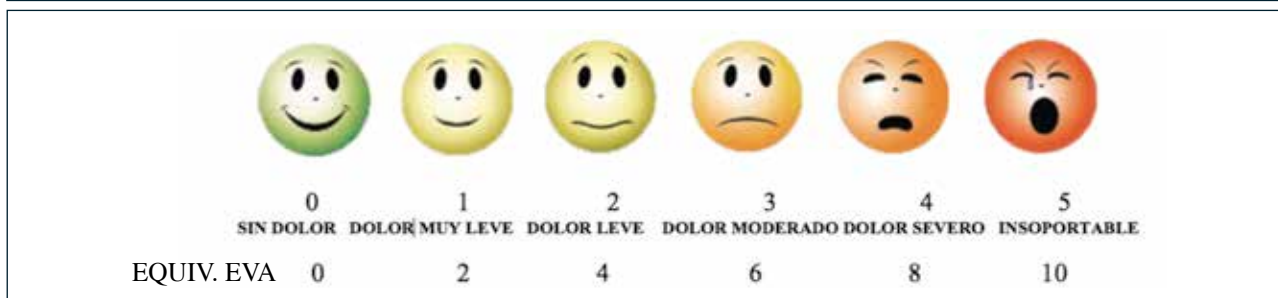 0 1 2 3 4 5
SIN DOLOR DOLOR MUY LEVE DOLOR LEVE DOLOR MODERADO DOLOR SEVERO INSOPORTABLE
EQUIV. EVA 0 2 4 6 8 10